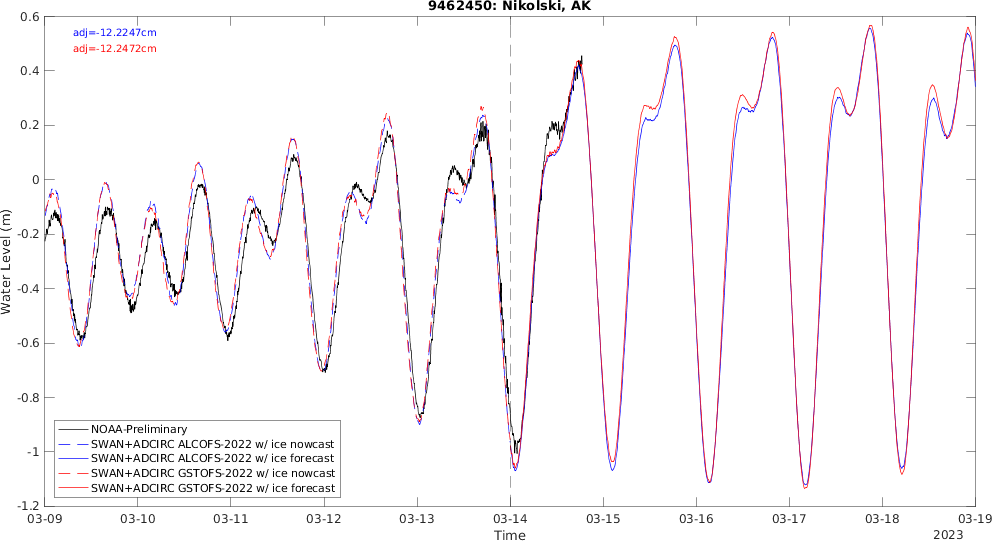 9462450: Nikolski, AK
adj=-12.2247cm
adj=-12.2472cm
0.6
0.4
0.2
0
-0.2
-0.4
-0.6
-0.8
-1
-1.2
Water Level (m)
NOAA-Preliminary
SWAN+ADCIRC ALCOFS-2022 w/ ice nowcast
SWAN+ADCIRC ALCOFS-2022 w/ ice forecast
SWAN+ADCIRC GSTOFS-2022 w/ ice nowcast
SWAN+ADCIRC GSTOFS-2022 w/ ice forecast
03-09 03-10 03-11 03-12 03-13 03-14 03-15 03-16 03-17 03-18 03-19
Time
2023